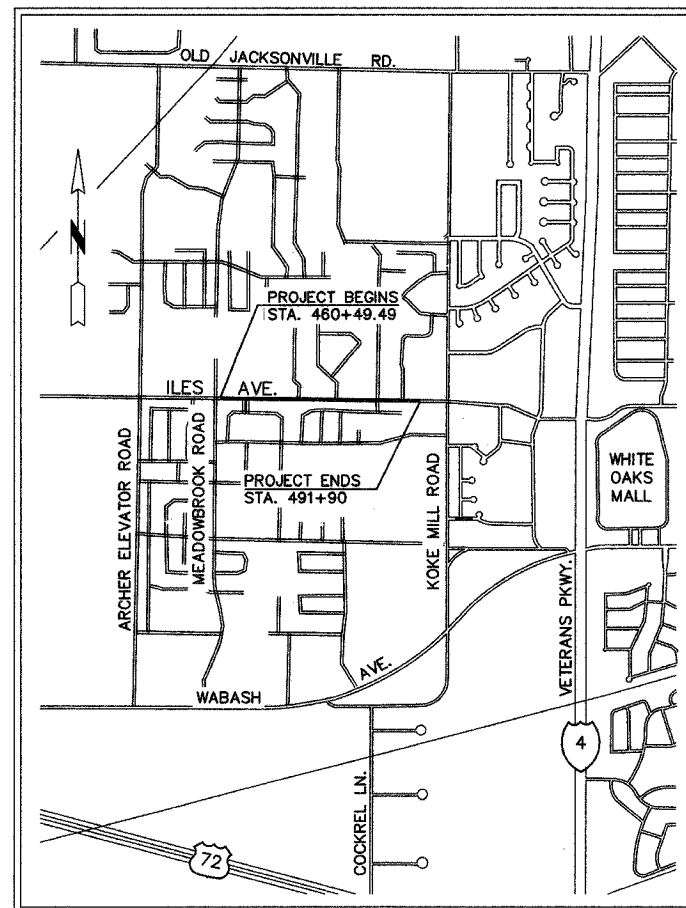 OLD JACKSONVILLE RD.
N
PROJECT BEGINS
STA. 460+49.49
ILES AVE.
ARCHER ELEVATOR ROAD
MEADOWBROOK ROAD
PROJECT ENDS
STA. 491+90
KOKE MILL ROAD
WHITE
OAKS
MALL
VETERANS PKWY.
WABASH AVE.
4
COCKREL LN.
72